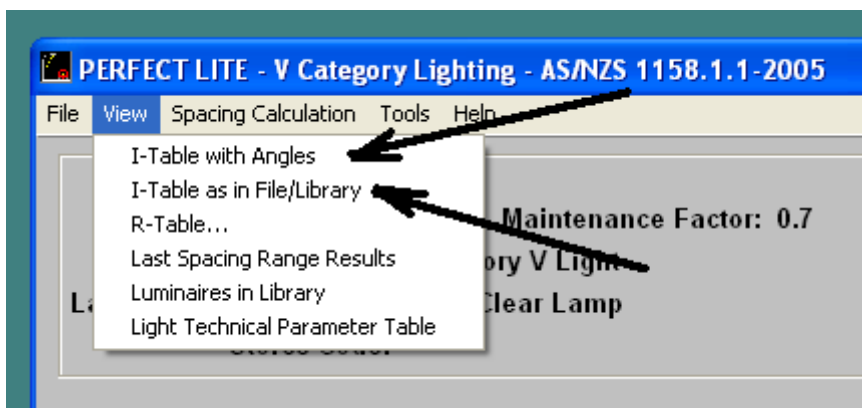 PERFECT LITE - V Category Lighting - AS/NZS 1158.1.1-2005
File View Spacing Calculation Tools Help
I-Table with Angles
I-Table as in File/Library
R-Table...
Maintenance Factor: 0.7
Last Spacing Range Results
V Light
Luminaires in Library
Clear Lamp
Light Technical Parameter Table